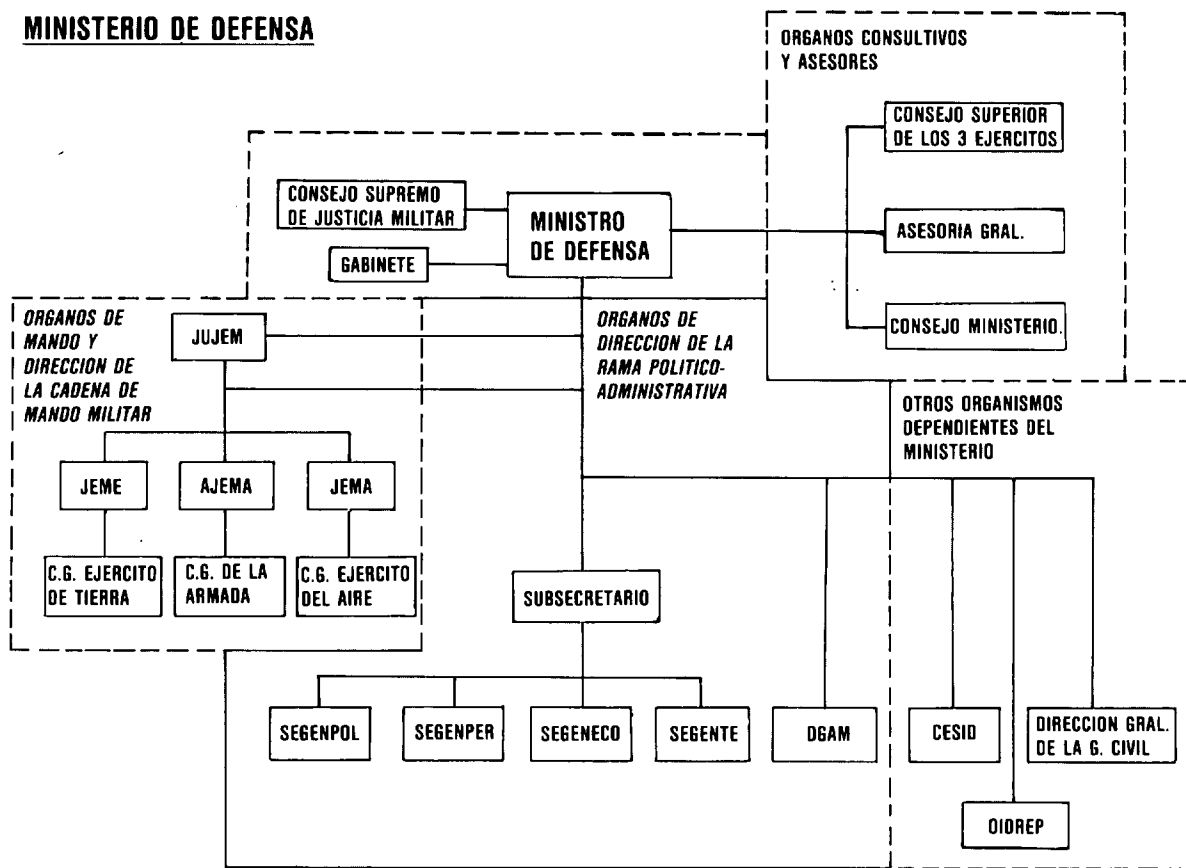 MINISTERIO DE DEFENSA
ORGANOS CONSULTIVOS
Y ASESORES
CONSEJO SUPERIOR
DE LOS 3 EJERCITOS
CONSEJO SUPREMO
DE JUSTICIA MILITAR
MINISTRO
DE DEFENSA
ASESORIA GRAL.
GABINETE
CONSEJO MINISTERIO.
ORGANOS DE
MANDO Y
DIRECCION DE
LA CADENA DE
MANDO MILITAR
JUJEM
ORGANOS DE
DIRECCION DE LA
RAMA POLITICO-
ADMINISTRATIVA
OTROS ORGANISMOS
DEPENDIENTES DEL
MINISTERIO
JEME
AJEMA
JEMA
C.G. EJERCITO
DE TIERRA
C.G. DE LA
ARMADA
C.G. EJERCITO
DEL AIRE
SUBSECRETARIO
SEGENPOL
SEGENPER
SEGENECO
SEGENTE
DGAM
CESID
DIRECCION GRAL.
DE LA G. CIVIL
OIDREP